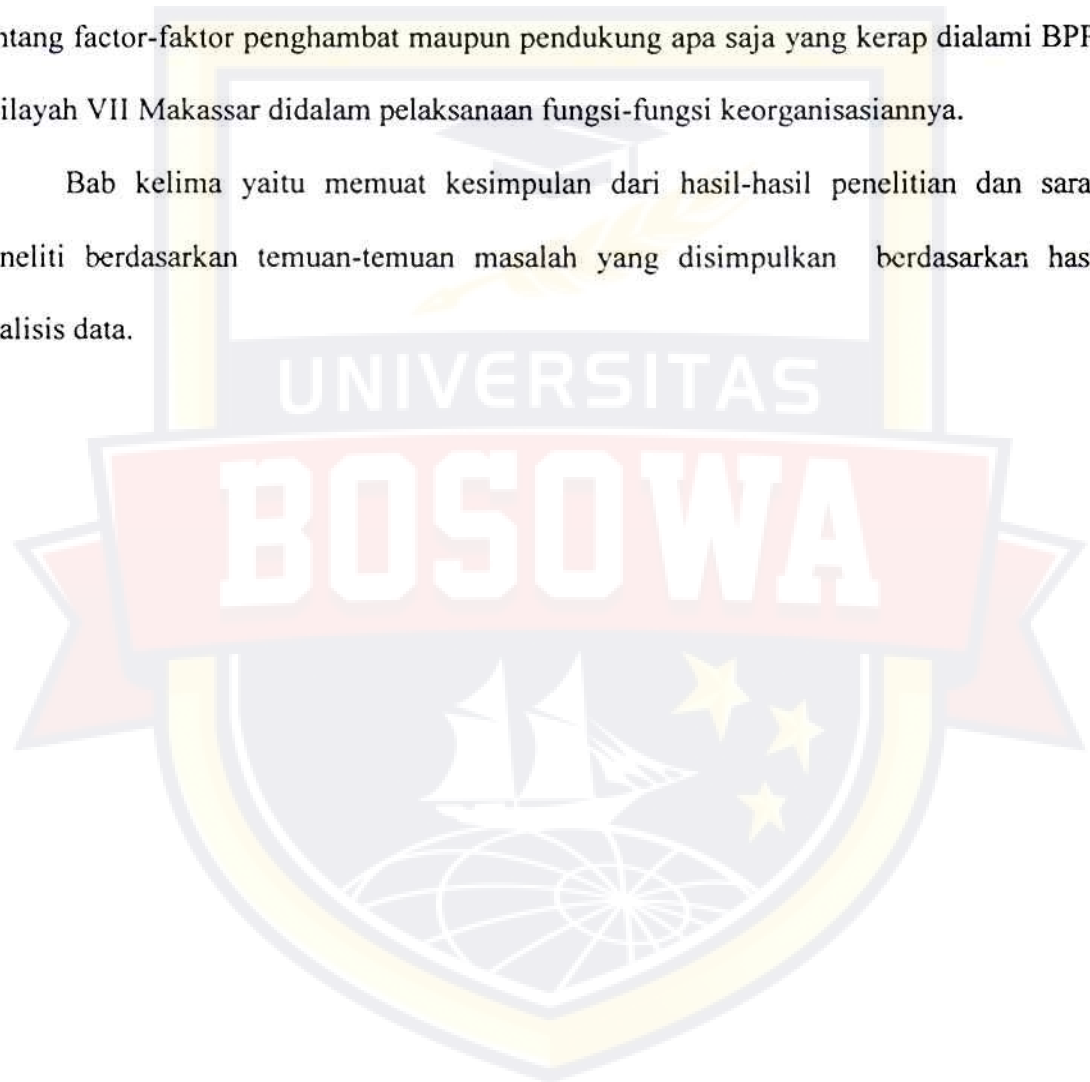 ntang factor-faktor penghambat maupun pendukung apa saja yang kerap dialami BPP
ilayah VII Makassar didalam pelaksanaan fungsi-fungsi keorganisasiannya.
Bab kelima yaitu memuat kesimpulan dari hasil-hasil penelitian dan sara
neliti berdasarkan temuan-temuan masalah yang disimpulkan berdasarkan has
alisis data.
UNIVERSITAS
BOSOWA